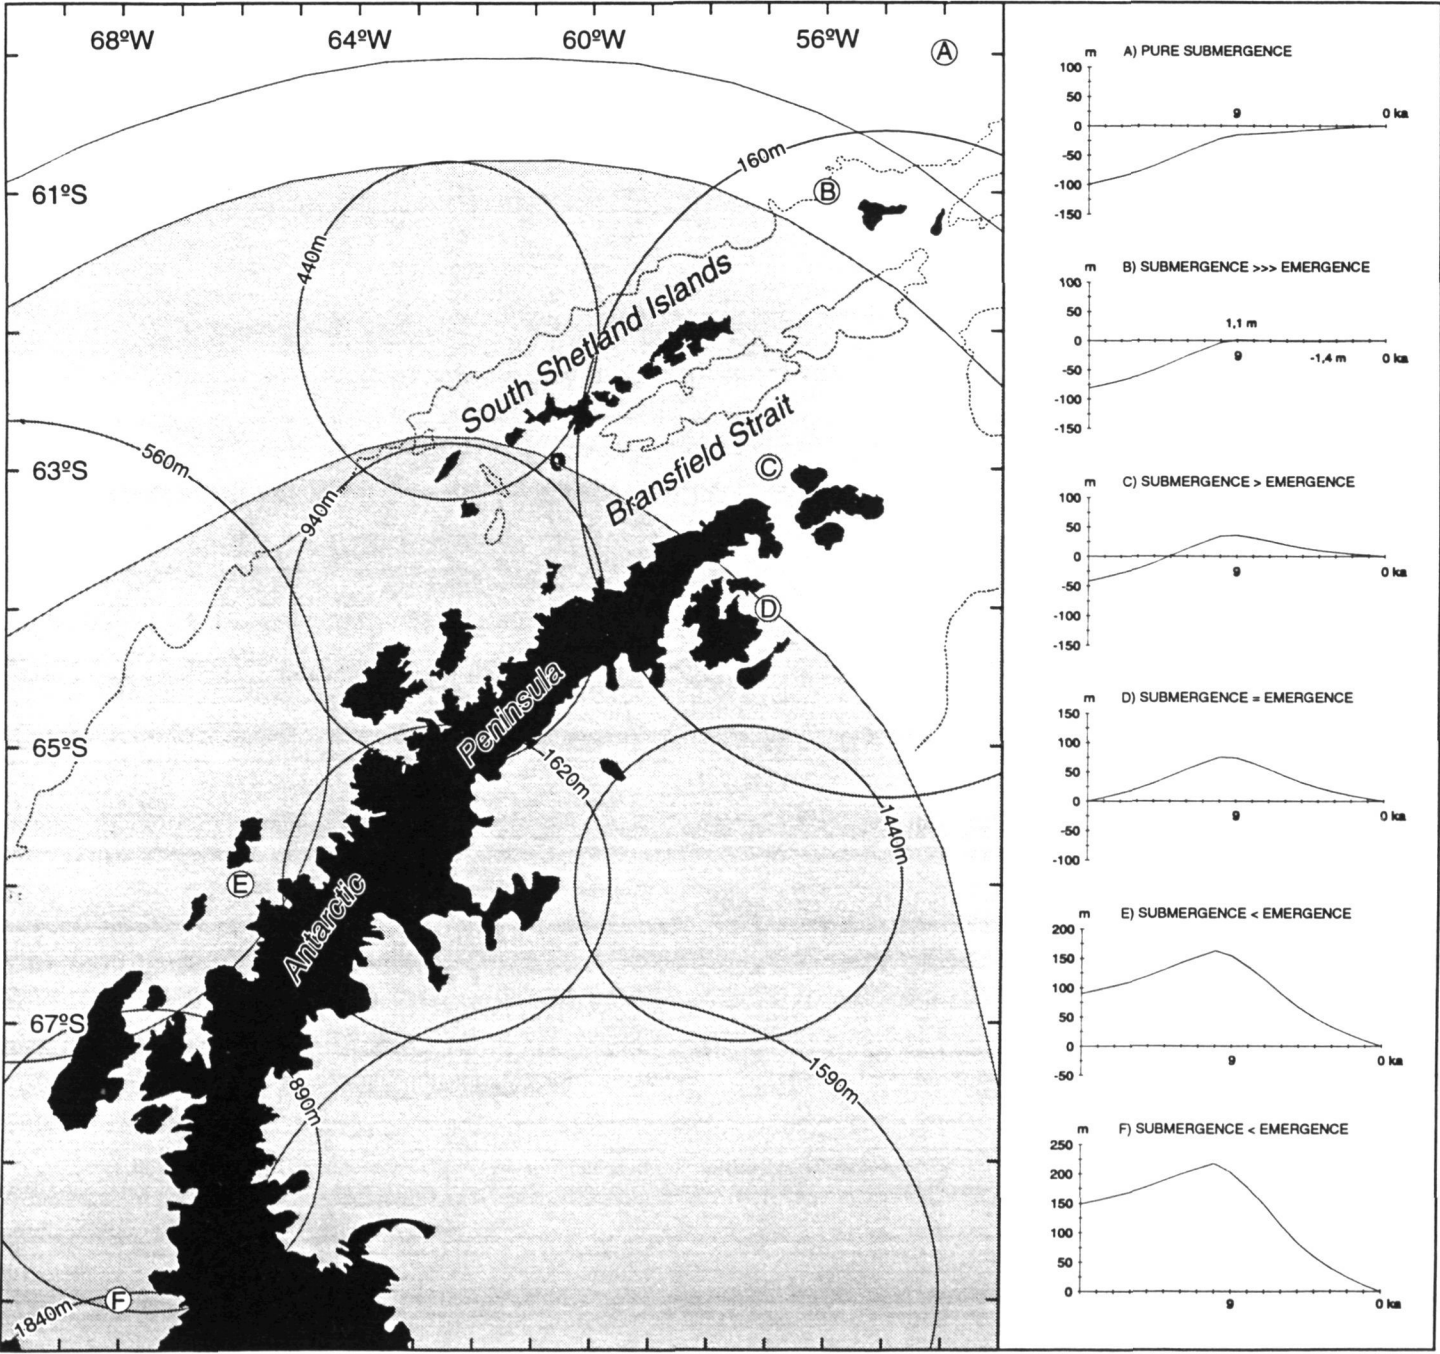 68ºW 64ºW 60ºW 56ºW
A
160m
61ºS
B
440m
South Shetland Islands
560m
63ºS
940m
Bransfield Strait
C
D
Peninsula
65ºS
1620m
1440m
E
Antarctic
67ºS
890m
1590m
F
1840m
m A) PURE SUBMERGENCE
100
50
0
-50
-100
-150
9 0 ka
m B) SUBMERGENCE >>> EMERGENCE
100
50
0
-50
-100
-150
1,1 m
9 -1,4 m 0 ka
m C) SUBMERGENCE > EMERGENCE
100
50
0
-50
-100
-150
9 0 ka
m D) SUBMERGENCE = EMERGENCE
150
100
50
0
-50
-100
9 0 ka
m E) SUBMERGENCE < EMERGENCE
200
150
100
50
0
-50
9 0 ka
m F) SUBMERGENCE < EMERGENCE
250
200
150
100
50
0
9 0 ka